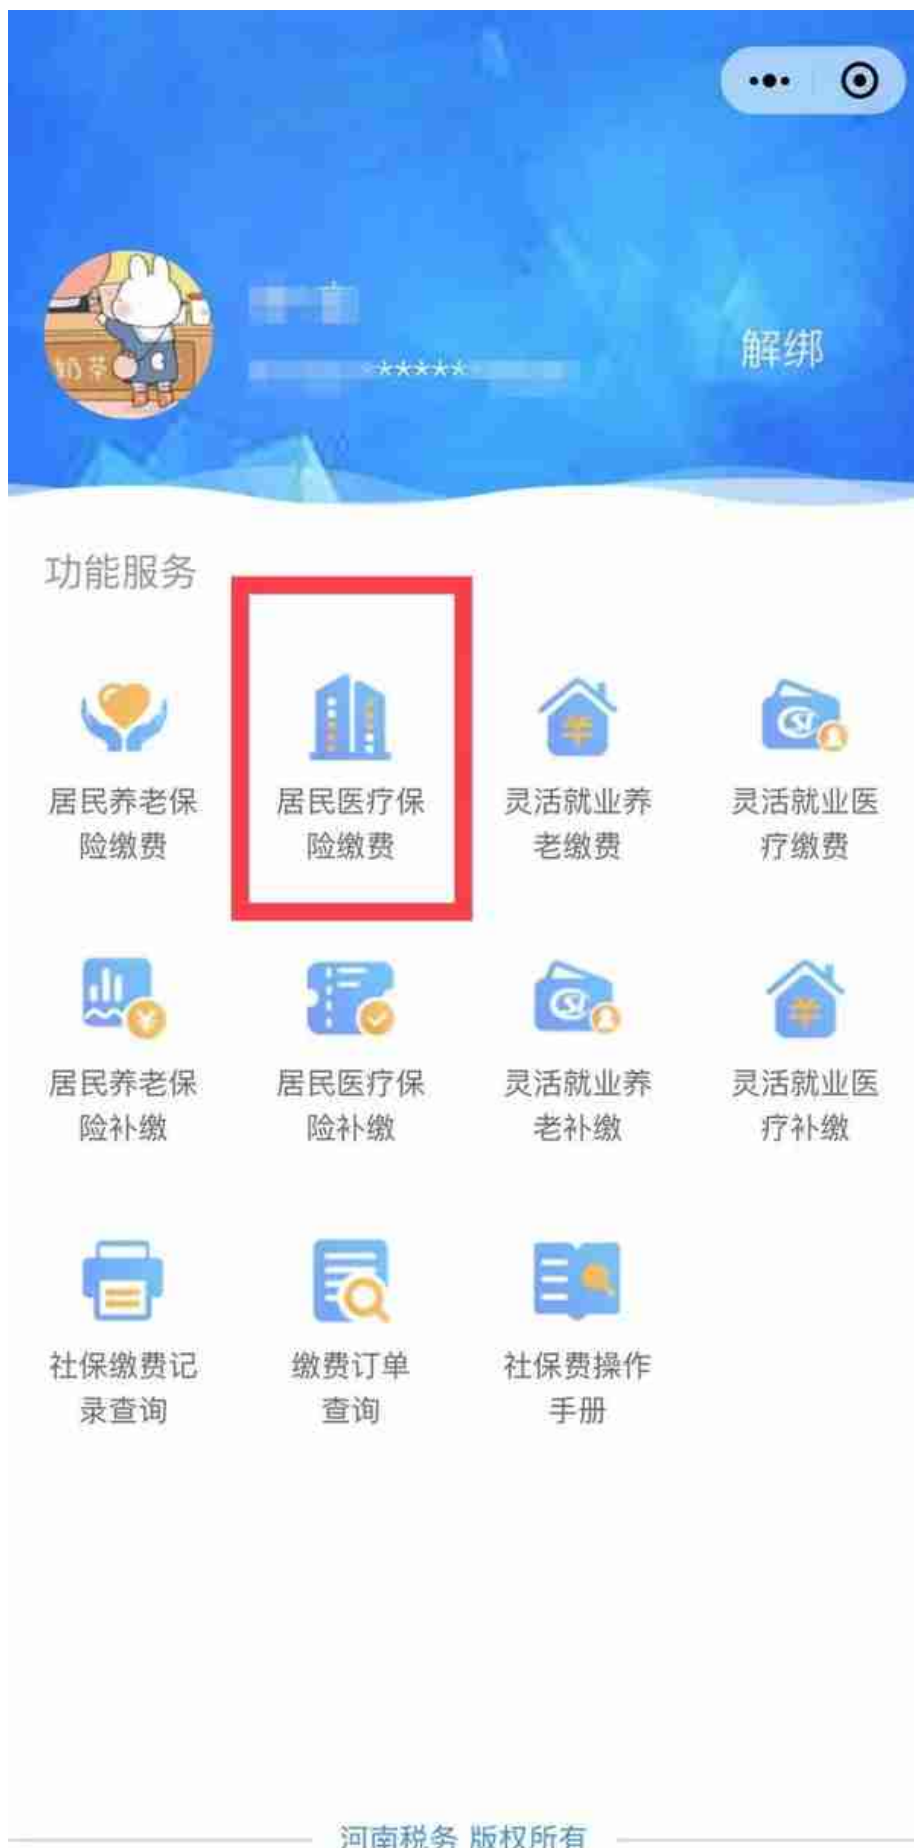 奶茶
*****
解绑
功能服务
居民养老保
险缴费
居民医疗保
险缴费
灵活就业养
老缴费
灵活就业医
疗缴费
居民养老保
险补缴
居民医疗保
险补缴
灵活就业养
老补缴
灵活就业医
疗补缴
社保缴费记
录查询
缴费订单
查询
社保费操作
手册
河南税务 版权所有